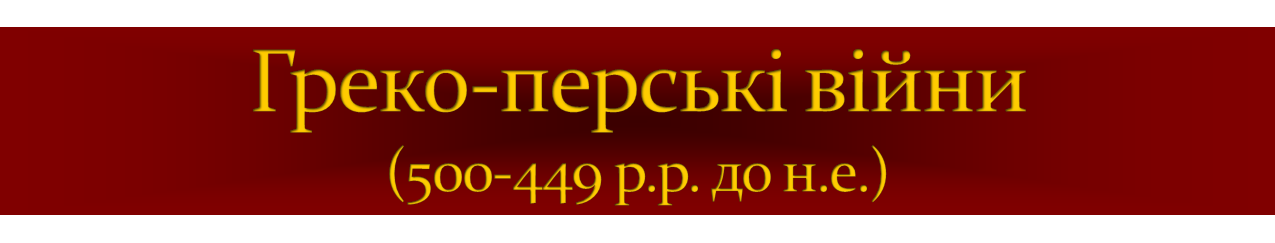 Греко-перські війни
(500-449 р.р. до н.е.)